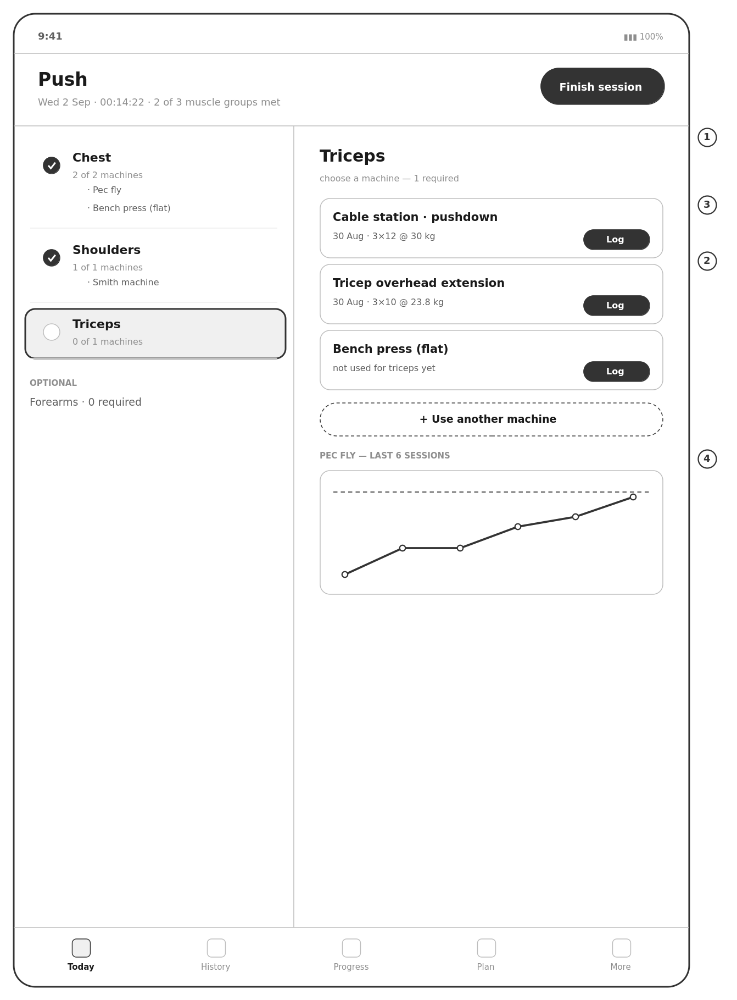 9:41
100%
Push
Finish session
Wed 2 Sep · 00:14:22 · 2 of 3 muscle groups met
Chest
2 of 2 machines
· Pec fly
· Bench press (flat)
Shoulders
1 of 1 machines
· Smith machine
Triceps
0 of 1 machines
OPTIONAL
Forearms · 0 required
Triceps
choose a machine — 1 required
Cable station · pushdown
30 Aug · 3×12 @ 30 kg
Log
Tricep overhead extension
30 Aug · 3×10 @ 23.8 kg
Log
Bench press (flat)
not used for triceps yet
Log
+ Use another machine
PEC FLY — LAST 6 SESSIONS
1
3
2
4
Today
History
Progress
Plan
More